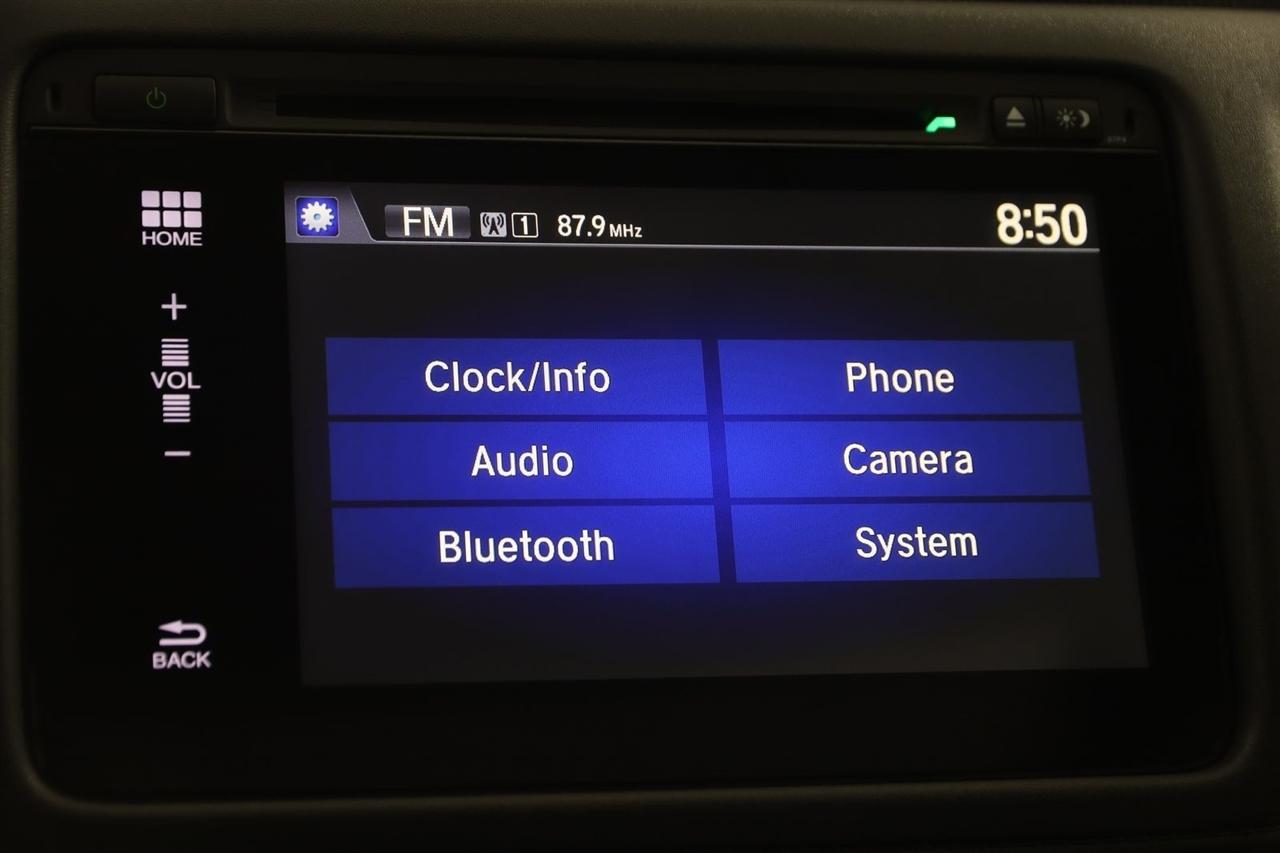 FM 1 87.9 MHz 8:50
HOME
+
VOL
−
Clock/Info Phone
Audio Camera
Bluetooth System
BACK